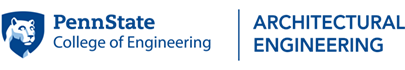 PennState
College of Engineering
ARCHITECTURAL
ENGINEERING